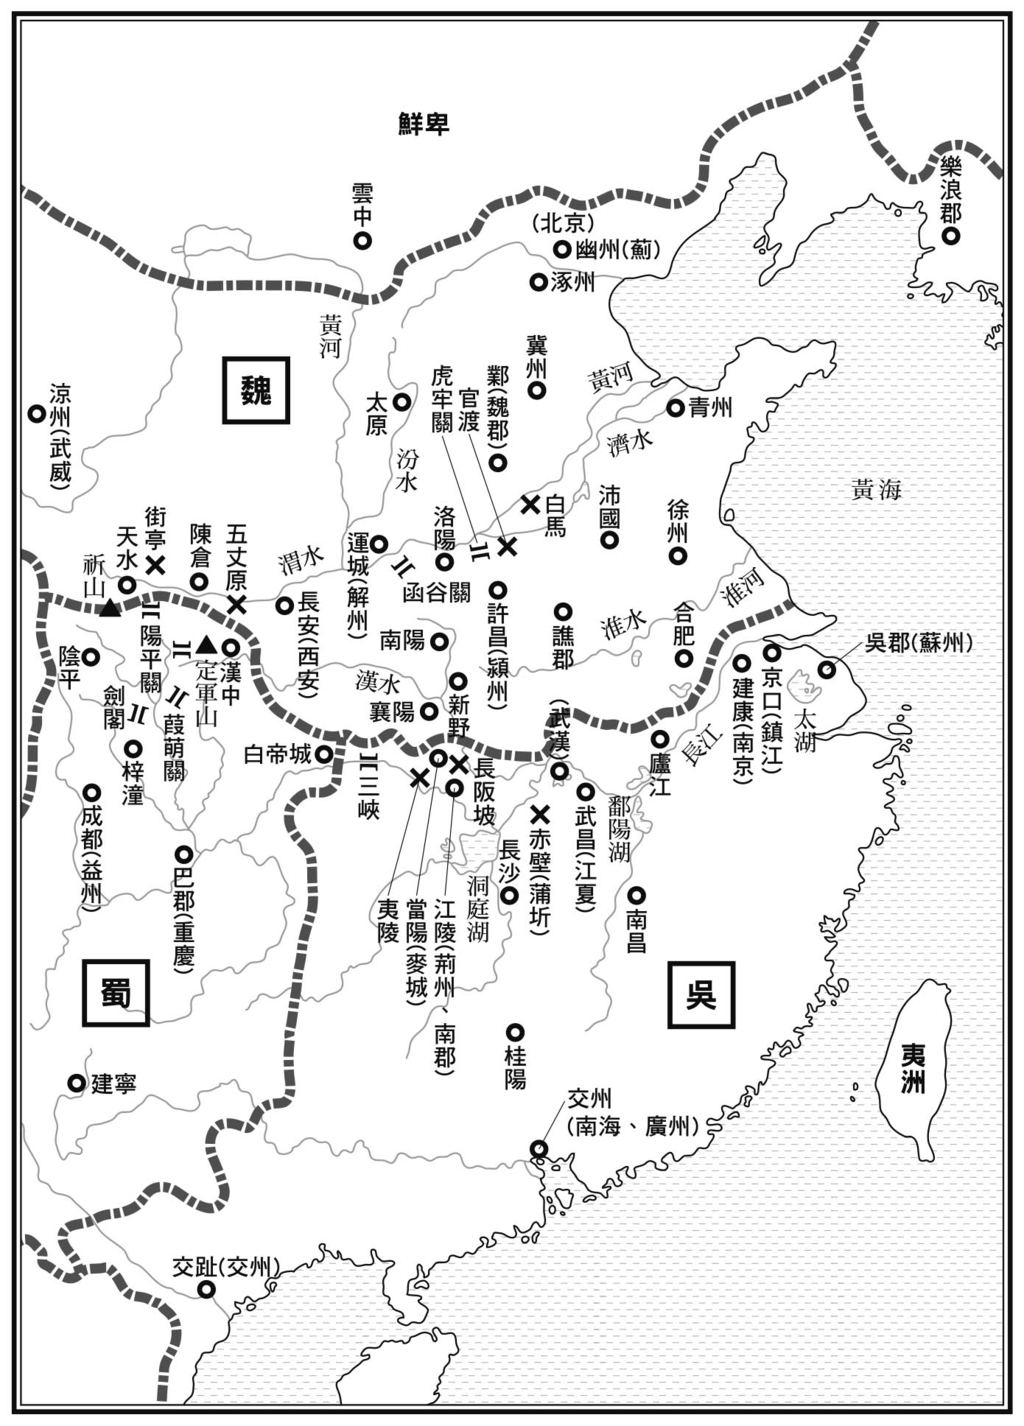 鮮卑
雲中
樂浪郡
(北京)
幽州(薊)
涿州
黃河
魏
涼州(武威)
太原
汾水
虎牢關
官渡
鄴(魏郡)
冀州
黃河
青州
濟水
黃海
街亭
天水
祈山
陳倉
五丈原
渭水
運城(解州)
洛陽
函谷關
白馬
沛國
徐州
長安(西安)
許昌(潁州)
譙郡
淮水
淮河
合肥
吳郡(蘇州)
陰平
陽平關
定軍山
漢中
劍閣
葭萌關
梓潼
南陽
漢水
襄陽
新野
建康(南京)
京口(鎮江)
太湖
長江
廬江
白帝城
三峽
長阪坡
(武漢)
武昌(江夏)
鄱陽湖
赤壁(蒲圻)
長沙
洞庭湖
成都(益州)
巴郡(重慶)
夷陵
當陽(麥城)
江陵(荊州、南郡)
南昌
蜀
吳
建寧
桂陽
夷洲
交州
(南海、廣州)
交趾(交州)